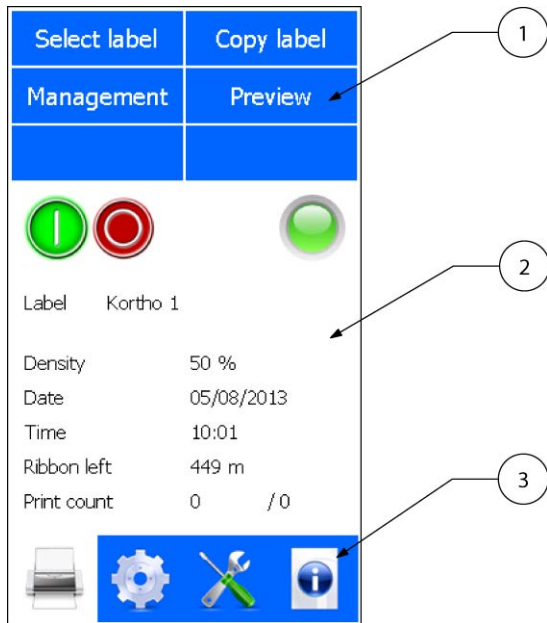 Select label Copy label
1
Management Preview
2
Label Kortho 1
Density 50 %
Date 05/08/2013
Time 10:01
Ribbon left 449 m
3
Print count 0 / 0